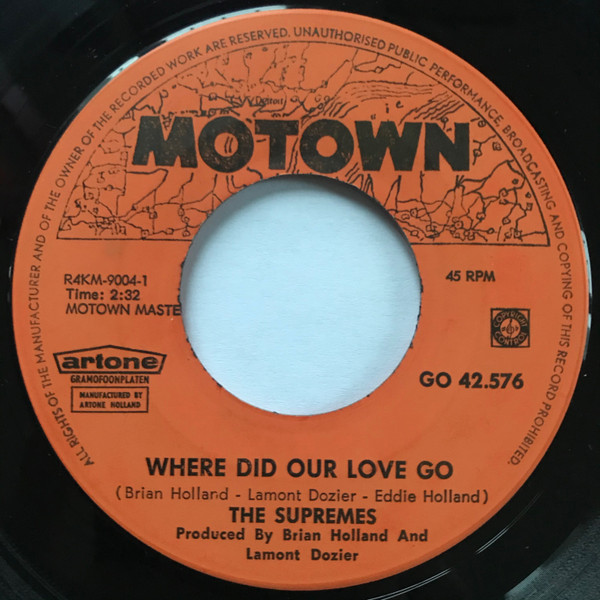 ALL RIGHTS OF THE MANUFACTURER AND OF THE OWNER OF THE RECORDED WORK ARE RESERVED. UNAUTHORISED PUBLIC PERFORMANCE, BROADCASTING AND COPYING OF THIS RECORD PROHIBITED.
MOTOWN
R4KM-9004-1
Time: 2:32
MOTOWN MASTE
45 RPM
COPYRIGHT
CONTROL
artone
GRAMOFOONPLATEN
MANUFACTURED BY
ARTONE HOLLAND
GO 42.576
WHERE DID OUR LOVE GO
(Brian Holland - Lamont Dozier - Eddie Holland)
THE SUPREMES
Produced By Brian Holland And
Lamont Dozier